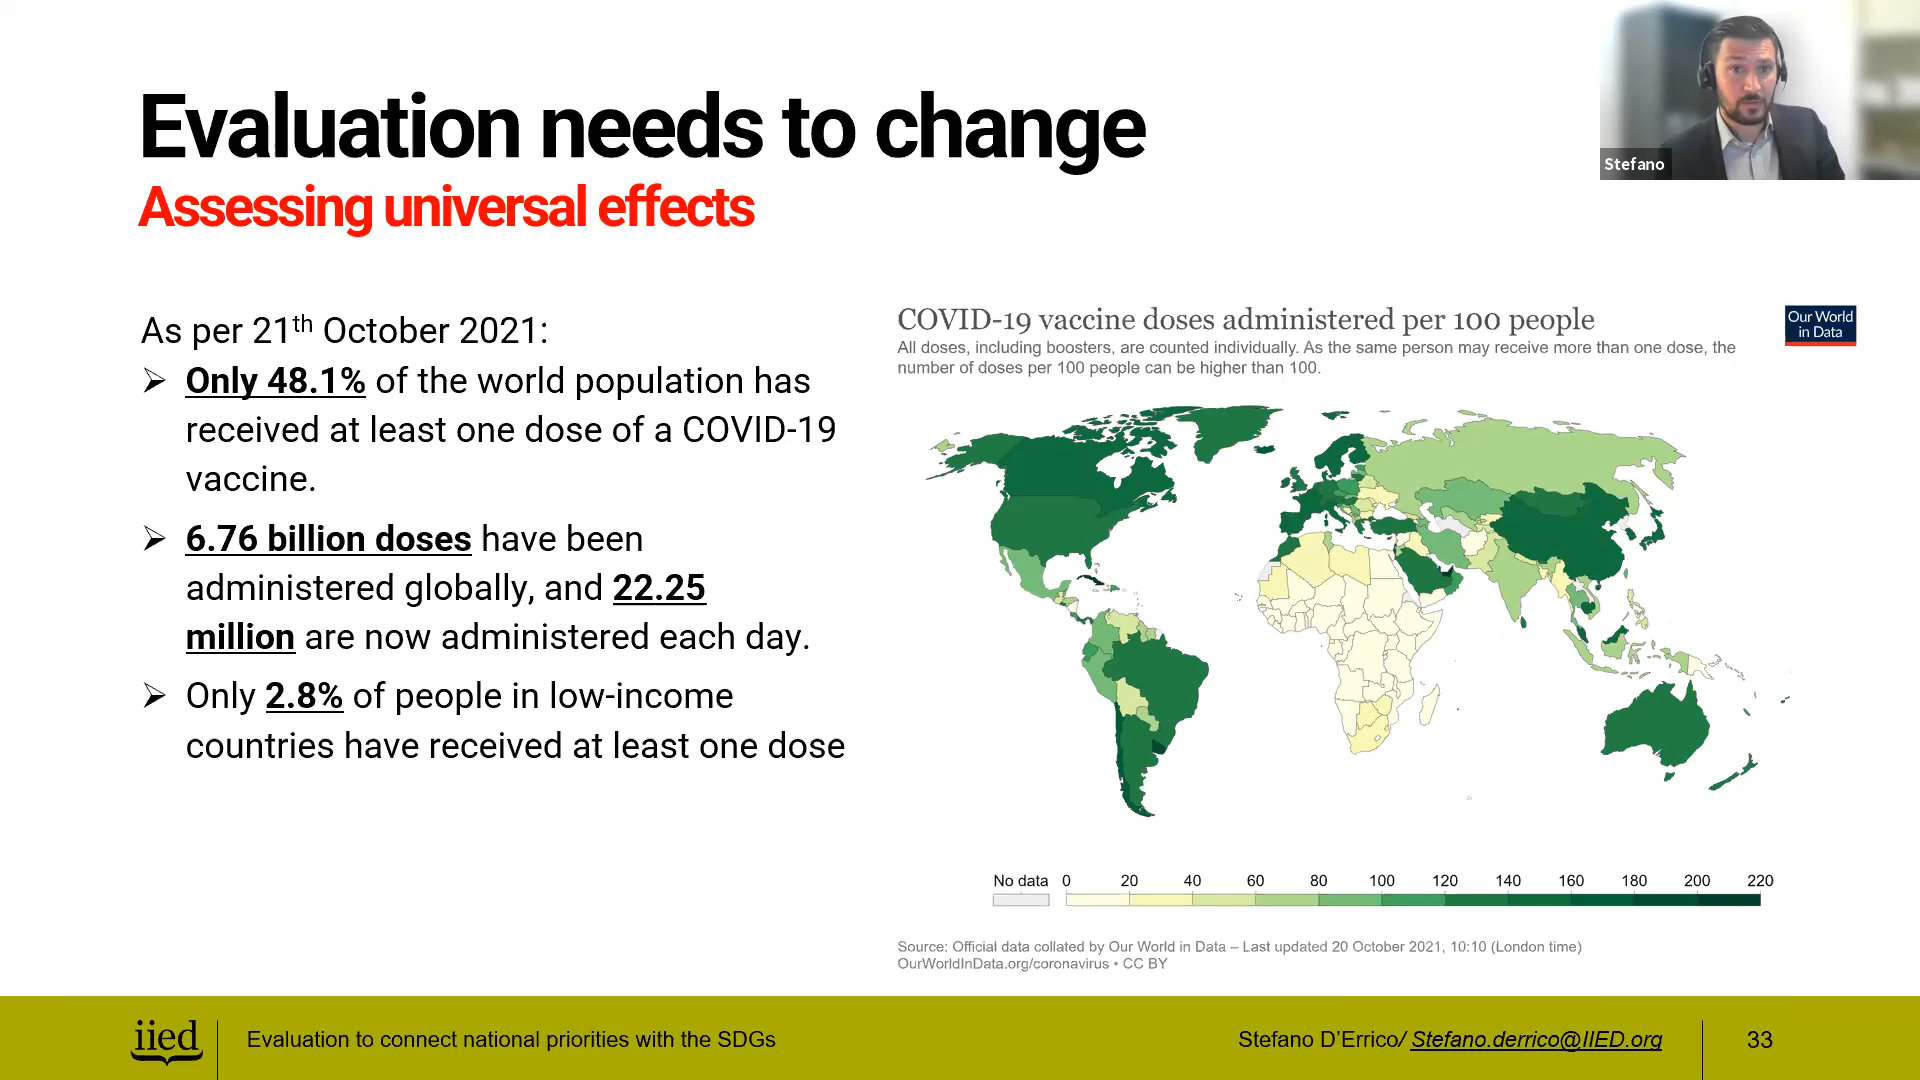 Evaluation needs to change
Assessing universal effects
Stefano
As per 21th October 2021:
➢ Only 48.1% of the world population has
received at least one dose of a COVID-19
vaccine.
➢ 6.76 billion doses have been
administered globally, and 22.25
million are now administered each day.
➢ Only 2.8% of people in low-income
countries have received at least one dose
COVID-19 vaccine doses administered per 100 people
All doses, including boosters, are counted individually. As the same person may receive more than one dose, the
number of doses per 100 people can be higher than 100.
Our World
in Data
No data 0 20 40 60 80 100 120 140 160 180 200 220
Source: Official data collated by Our World in Data – Last updated 20 October 2021, 10:10 (London time)
OurWorldInData.org/coronavirus • CC BY
iied
Evaluation to connect national priorities with the SDGs
Stefano D'Errico/ Stefano.derrico@IIED.org
33